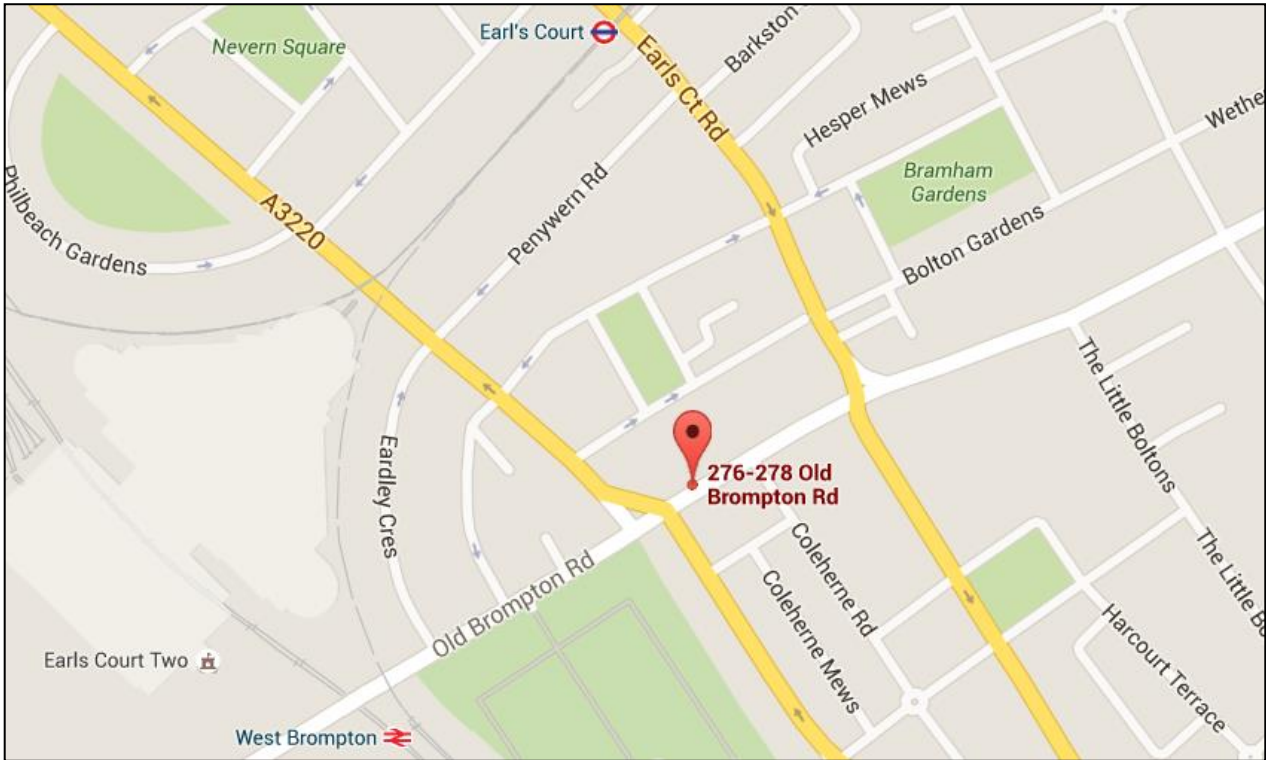 Earl's Court
Nevern Square
Earls Ct Rd
Barkston
Hesper Mews
Wethe
Bramham
Gardens
Philbeach Gardens
A3220
Penywern Rd
Bolton Gardens
The Little Boltons
276-278 Old
Brompton Rd
Eardley Cres
Old Brompton Rd
Coleherne Rd
Coleherne Mews
The Little Bo
Harcourt Terrace
Earls Court Two
West Brompton